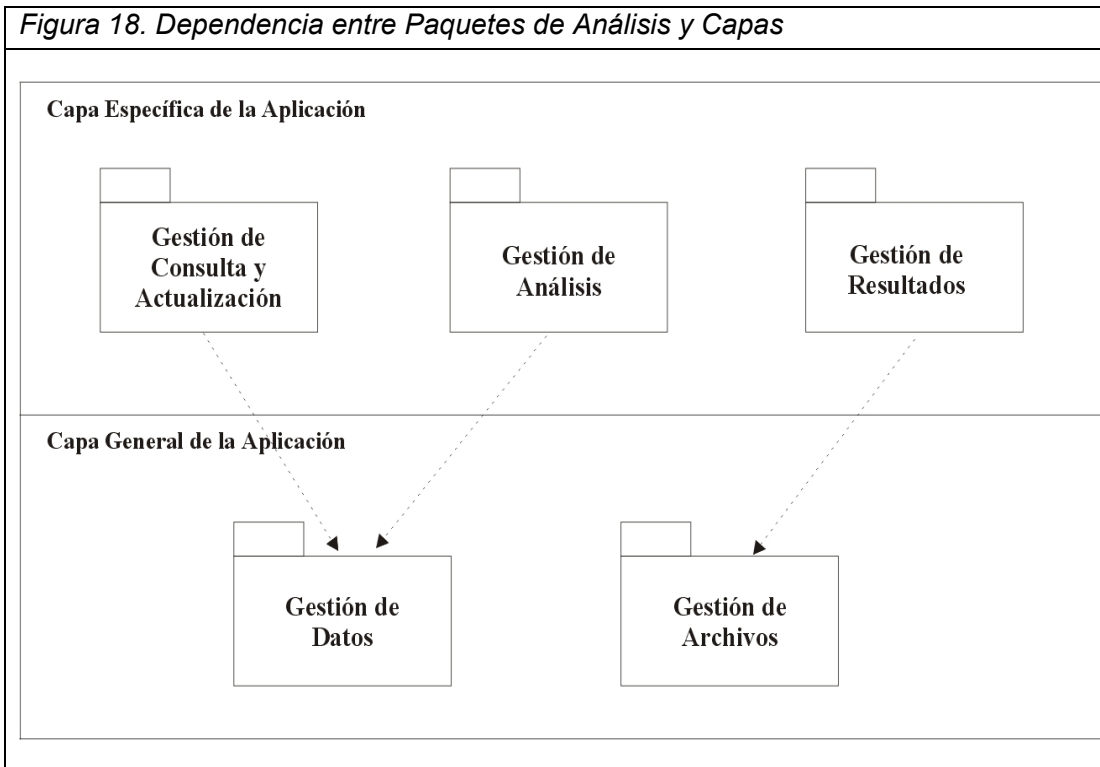 Figura 18. Dependencia entre Paquetes de Análisis y Capas
Capa Específica de la Aplicación
Gestión de
Consulta y
Actualización
Gestión de
Análisis
Gestión de
Resultados
Capa General de la Aplicación
Gestión de
Datos
Gestión de
Archivos